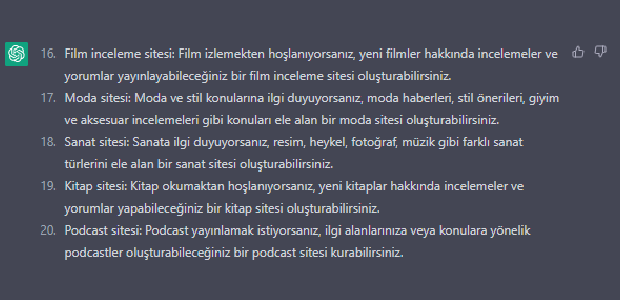 16. Film inceleme sitesi: Film izlemekten hoşlanıyorsanız, yeni filmler hakkında incelemeler ve
yorumlar yayınlayabileceğiniz bir film inceleme sitesi oluşturabilirsiniz.
17. Moda sitesi: Moda ve stil konularına ilgi duyuyorsanız, moda haberleri, stil önerileri, giyim
ve aksesuar incelemeleri gibi konuları ele alan bir moda sitesi oluşturabilirsiniz.
18. Sanat sitesi: Sanata ilgi duyuyorsanız, resim, heykel, fotoğraf, müzik gibi farklı sanat
türlerini ele alan bir sanat sitesi oluşturabilirsiniz.
19. Kitap sitesi: Kitap okumaktan hoşlanıyorsanız, yeni kitaplar hakkında incelemeler ve
yorumlar yapabileceğiniz bir kitap sitesi oluşturabilirsiniz.
20. Podcast sitesi: Podcast yayınlamak istiyorsanız, ilgi alanlarınıza veya konulara yönelik
podcastler oluşturabileceğiniz bir podcast sitesi kurabilirsiniz.